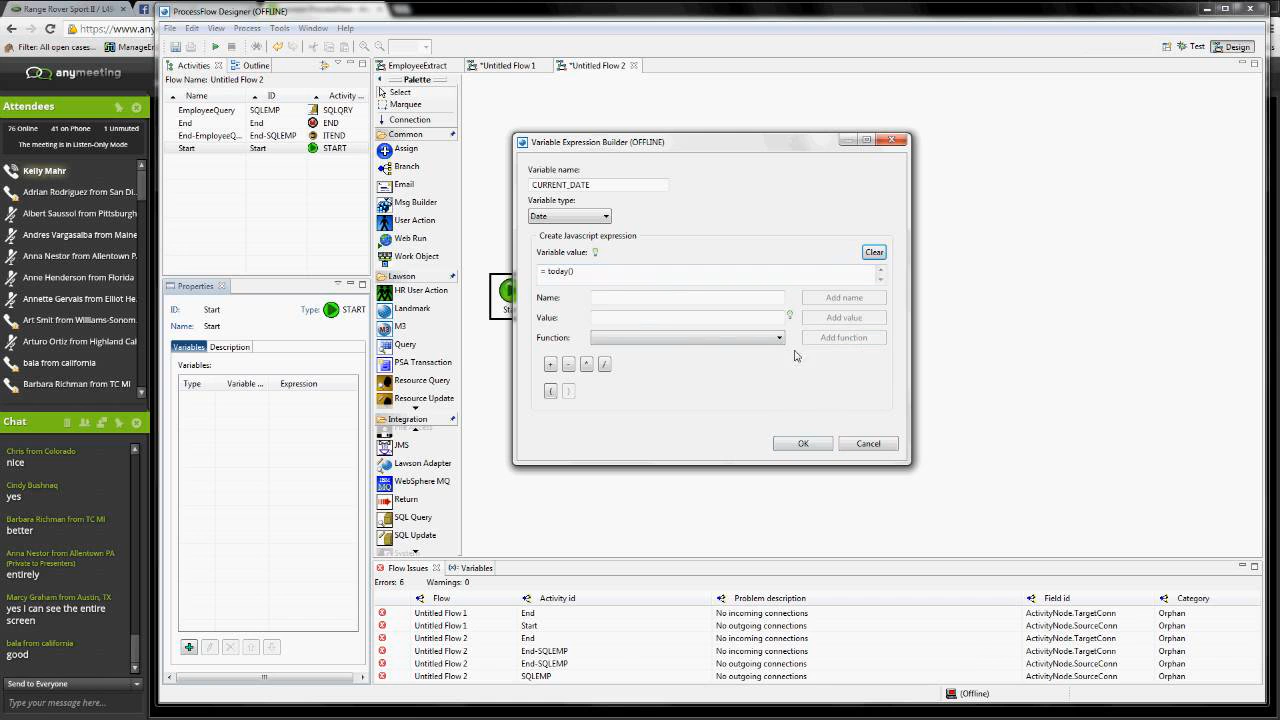 Range Rover Sport II / L49
https://www.any
Filter: All open cases...
ManageEn
anymeeting
Attendees
76 Online
41 on Phone
1 Unmuted
The meeting is in Listen-Only Mode
Kelly Mahr
Adrian Rodriguez from San Di...
Albert Saussol from Pittsburgh
Andres Vargasalba from Maine
Anna Nestor from Allentown P...
Anne Henderson from Florida
Annette Gervais from Elliot He...
Art Smit from Williams-Sonom...
Arturo Ortiz from Highland Cal...
bala from california
Barbara Richman from TC MI
Chat
Chris from Colorado
nice
Cindy Bushnaq
yes
Barbara Richman from TC MI
better
Anna Nestor from Allentown PA
(Private to Presenters)
entirely
Marcy Graham from Austin, TX
yes I can see the entire
screen
bala from california
good
Send to Everyone
Type your message here...
ProcessFlow Designer (OFFLINE)
File Edit View Process Tools Window Help
Test
Design
Activities
Outline
Flow Name: Untitled Flow 2
Name ID Activity ...
EmployeeQuery SQLEMP SQLQRY
End End END
End-EmployeeQ... End-SQLEMP ITEND
Start Start START
Properties
ID: Start Type: START
Name: Start
Variables Description
Variables:
Type Variable ... Expression
EmployeeExtract
*Untitled Flow 1
*Untitled Flow 2
Palette
Select
Marquee
Connection
Common
Assign
Branch
Email
Msg Builder
User Action
Web Run
Work Object
Lawson
HR User Action
Landmark
M3
Query
PSA Transaction
Resource Query
Resource Update
Integration
JMS
Lawson Adapter
WebSphere MQ
Return
SQL Query
SQL Update
Variable Expression Builder (OFFLINE)
Variable name:
CURRENT_DATE
Variable type:
Date
Create Javascript expression
Variable value:
Clear
= today()
Name:
Add name
Value:
Add value
Function:
Add function
+ - * /
( )
OK
Cancel
Flow Issues
(x)= Variables
Errors: 6 Warnings: 0
Flow Activity id Problem description Field id Category
Untitled Flow 1 End No incoming connections ActivityNode.TargetConn Orphan
Untitled Flow 1 Start No outgoing connections ActivityNode.SourceConn Orphan
Untitled Flow 2 End No incoming connections ActivityNode.TargetConn Orphan
Untitled Flow 2 End-SQLEMP No incoming connections ActivityNode.TargetConn Orphan
Untitled Flow 2 End-SQLEMP No outgoing connections ActivityNode.SourceConn Orphan
Untitled Flow 2 SQLEMP No outgoing connections ActivityNode.SourceConn Orphan
(Offline)